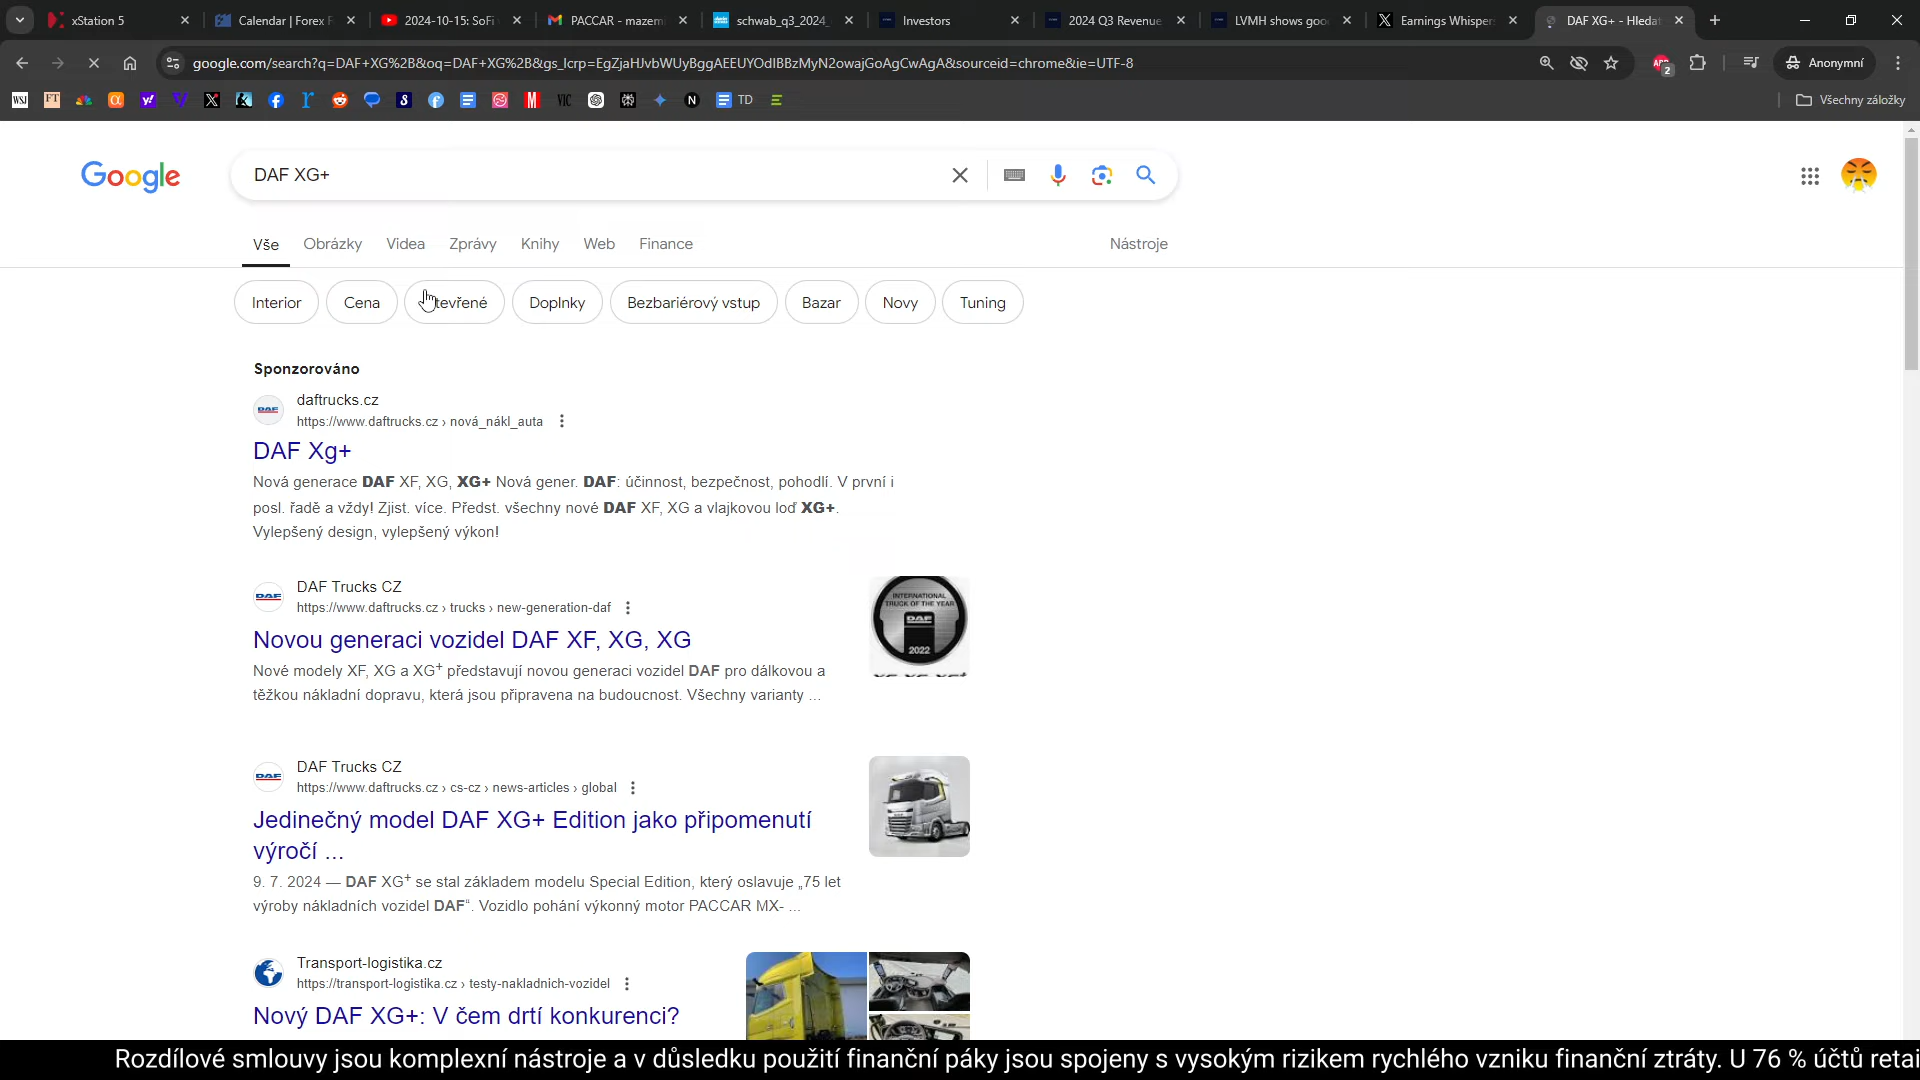 xStation 5
Calendar | Forex F
2024-10-15: SoFi
PACCAR - mazem
schwab_q3_2024_
Investors
2024 Q3 Revenue
LVMH shows goo
Earnings Whisper
DAF XG+ - Hledat
google.com/search?q=DAF+XG%2B&oq=DAF+XG%2B&gs_lcrp=EgZjaHJvbWUyBggAEEUYOdIBBzMyN2owajGoAgCwAgA&sourceid=chrome&ie=UTF-8
2
Anonymní
TD
Všechny záložky
Google
DAF XG+
Vše Obrázky Videa Zprávy Knihy Web Finance Nástroje
Interior Cena tevřené Doplnky Bezbariérový vstup Bazar Novy Tuning
Sponzorováno
daftrucks.cz
https://www.daftrucks.cz › nová_nákl_auta
DAF Xg+
Nová generace DAF XF, XG, XG+ Nová gener. DAF: účinnost, bezpečnost, pohodlí. V první i
posl. řadě a vždy! Zjist. více. Předst. všechny nové DAF XF, XG a vlajkovou loď XG+.
Vylepšený design, vylepšený výkon!
DAF Trucks CZ
https://www.daftrucks.cz › trucks › new-generation-daf
Novou generaci vozidel DAF XF, XG, XG
Nové modely XF, XG a XG+ představují novou generaci vozidel DAF pro dálkovou a
těžkou nákladní dopravu, která jsou připravena na budoucnost. Všechny varianty ...
INTERNATIONAL
TRUCK OF THE YEAR
DAF
2022
DAF Trucks CZ
https://www.daftrucks.cz › cs-cz › news-articles › global
Jedinečný model DAF XG+ Edition jako připomenutí
výročí ...
9. 7. 2024 — DAF XG+ se stal základem modelu Special Edition, který oslavuje „75 let
výroby nákladních vozidel DAF“. Vozidlo pohání výkonný motor PACCAR MX- ...
Transport-logistika.cz
https://transport-logistika.cz › testy-nakladnich-vozidel
Nový DAF XG+: V čem drtí konkurenci?
Rozdílové smlouvy jsou komplexní nástroje a v důsledku použití finanční páky jsou spojeny s vysokým rizikem rychlého vzniku finanční ztráty. U 76 % účtů retai